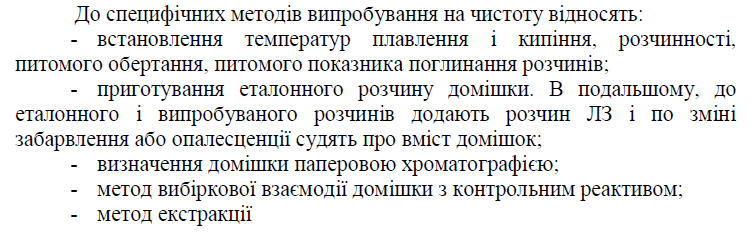 До специфічних методів випробування на чистоту відносять:
- встановлення температур плавлення і кипіння, розчинності,
питомого обертання, питомого показника поглинання розчинів;
- приготування еталонного розчину домішки. В подальшому, до
еталонного і випробуваного розчинів додають розчин ЛЗ і по зміні
забарвлення або опалесценції судять про вміст домішок;
- визначення домішки паперовою хроматографією;
- метод вибіркової взаємодії домішки з контрольним реактивом;
- метод екстракції